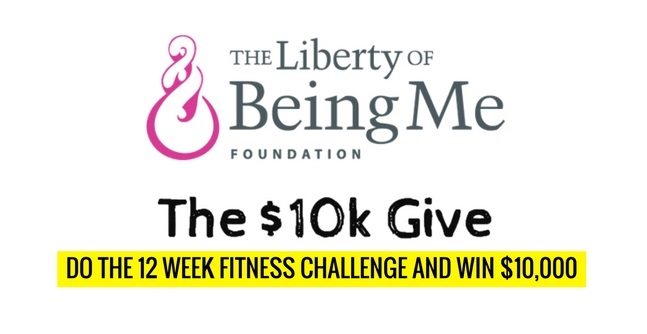 THE Liberty OF
Being Me
FOUNDATION
The $10k Give
DO THE 12 WEEK FITNESS CHALLENGE AND WIN $10,000